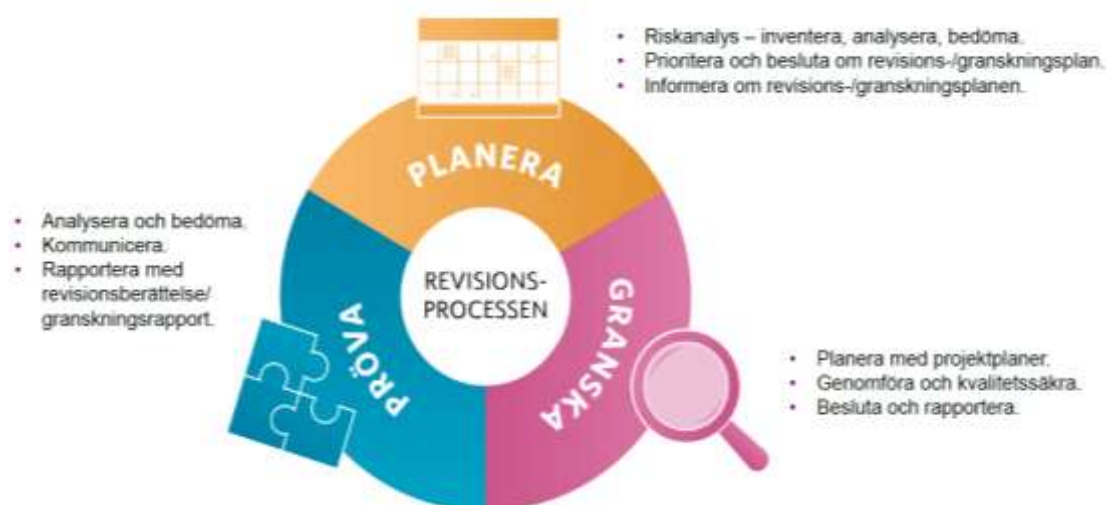 • Riskanalys – inventera, analysera, bedöma.
• Prioritera och besluta om revisions-/granskningsplan.
• Informera om revisions-/granskningsplanen.
PLANERA
• Analysera och bedöma.
• Kommunicera.
• Rapportera med
revisionsberättelse/
granskningsrapport.
REVISIONS-
PROCESSEN
PRÖVA
GRANSKA
• Planera med projektplaner.
• Genomföra och kvalitetssäkra.
• Besluta och rapportera.